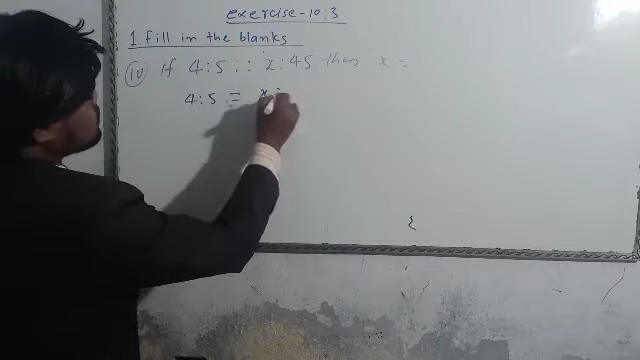 exercise-10:3
1 fill in the blanks
(iv) if 4:5 :: x:45 then x =
4:5 = x :